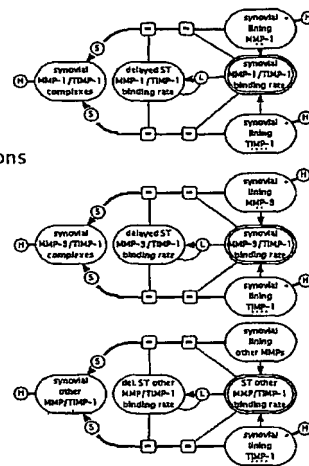 synovial
lining
MMP-1
H
S
=
=
synovial
MMP-1/TIMP-1
complexes
H
delayed ST
MMP-1/TIMP-1
binding rate
L
synovial
MMP-1/TIMP-1
binding rate
S
=
=
synovial
lining
TIMP-1
H
ons
synovial
lining
MMP-3
H
S
=
=
synovial
MMP-3/TIMP-1
complexes
H
delayed ST
MMP-3/TIMP-1
binding rate
L
synovial
MMP-3/TIMP-1
binding rate
S
=
=
synovial
lining
TIMP-1
H
synovial
lining
other MMPs
S
=
=
synovial
other
MMP/TIMP-1
H
del. ST other
MMP/TIMP-1
binding rate
L
ST other
MMP/TIMP-1
binding rate
S
=
=
synovial
lining
TIMP-1
H